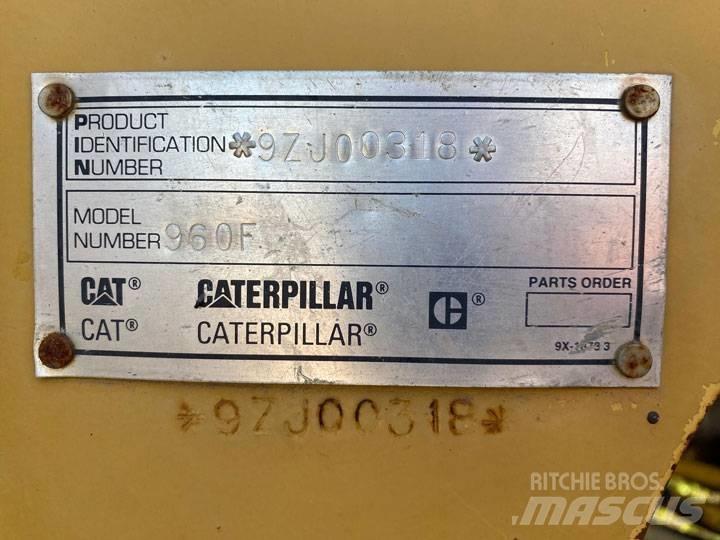 PRODUCT
IDENTIFICATION *9ZJ00318*
NUMBER
MODEL
NUMBER 960F
CAT® CATERPILLAR® C® PARTS ORDER
CAT® CATERPILLAR®
*9ZJ00318*
RITCHIE BROS.
MASCUS